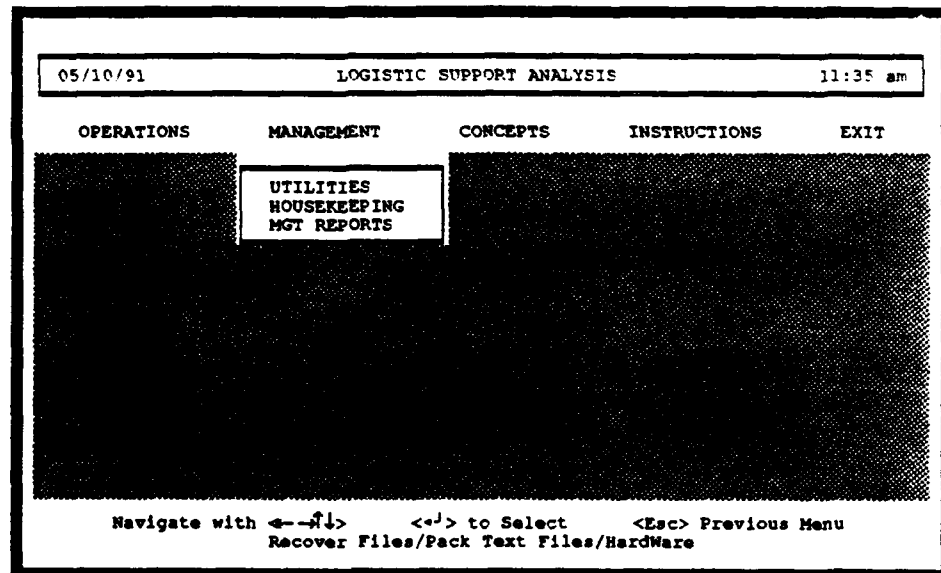 05/10/91 LOGISTIC SUPPORT ANALYSIS 11:35 am
OPERATIONS MANAGEMENT CONCEPTS INSTRUCTIONS EXIT
UTILITIES
HOUSEKEEPING
MGT REPORTS
Navigate with <←→↑↓> <↵> to Select <Esc> Previous Menu
Recover Files/Pack Text Files/HardWare